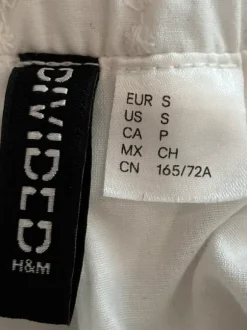 DIVIDED
H&M
EUR S
US S
CA P
MX CH
CN 165/72A